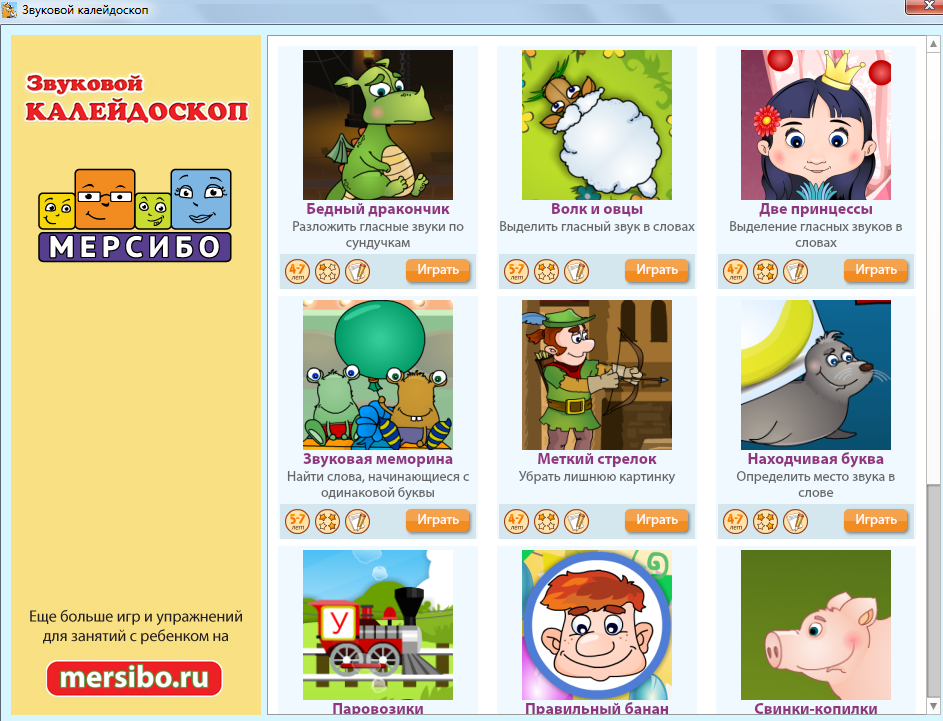 Звуковой калейдоскоп
Звуковой
КАЛЕЙДОСКОП
МЕРСИБО
Еще больше игр и упражнений
для занятий с ребенком на
mersibo.ru
Бедный дракончик
Разложить гласные звуки по
сундучкам
4-7
лет
Играть
Волк и овцы
Выделить гласный звук в словах
5-7
лет
Играть
Две принцессы
Выделение гласных звуков в
словах
4-7
лет
Играть
Звуковая меморина
Найти слова, начинающиеся с
одинаковой буквы
5-7
лет
Играть
Меткий стрелок
Убрать лишнюю картинку
4-7
лет
Играть
Находчивая буква
Определить место звука в
слове
4-7
лет
Играть
У
Паровозики
Правильный банан
Свинки-копилки